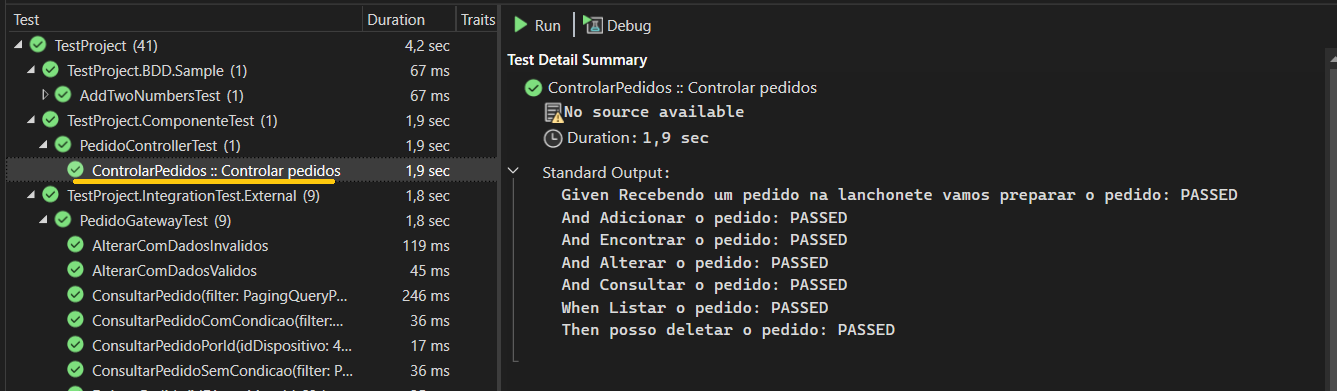 Test Duration Traits
TestProject (41) 4,2 sec
TestProject.BDD.Sample (1) 67 ms
AddTwoNumbersTest (1) 67 ms
TestProject.ComponenteTest (1) 1,9 sec
PedidoControllerTest (1) 1,9 sec
ControlarPedidos :: Controlar pedidos 1,9 sec
TestProject.IntegrationTest.External (9) 1,8 sec
PedidoGatewayTest (9) 1,8 sec
AlterarComDadosInvalidos 119 ms
AlterarComDadosValidos 45 ms
ConsultarPedido(filter: PagingQueryP... 246 ms
ConsultarPedidoComCondicao(filter:... 36 ms
ConsultarPedidoPorId(idDispositivo: 4... 17 ms
ConsultarPedidoSemCondicao(filter: P... 36 ms
Run Debug
Test Detail Summary
ControlarPedidos :: Controlar pedidos
No source available
Duration: 1,9 sec
Standard Output:
Given Recebendo um pedido na lanchonete vamos preparar o pedido: PASSED
And Adicionar o pedido: PASSED
And Encontrar o pedido: PASSED
And Alterar o pedido: PASSED
And Consultar o pedido: PASSED
When Listar o pedido: PASSED
Then posso deletar o pedido: PASSED